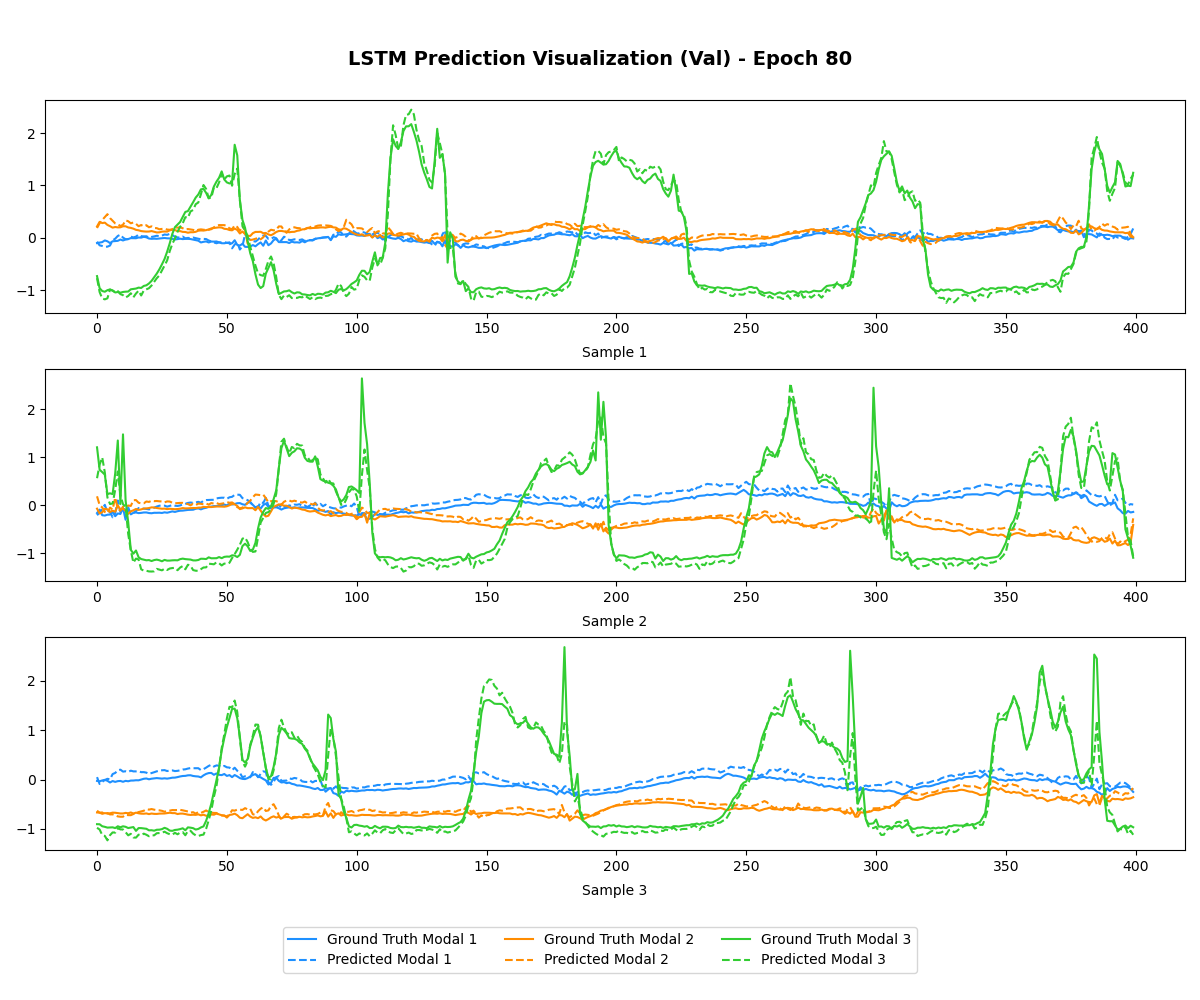 LSTM Prediction Visualization (Val) - Epoch 80
2
1
0
−1
0 50 100 150 200 250 300 350 400
Sample 1
2
1
0
−1
0 50 100 150 200 250 300 350 400
Sample 2
2
1
0
−1
0 50 100 150 200 250 300 350 400
Sample 3
Ground Truth Modal 1 Ground Truth Modal 2 Ground Truth Modal 3
Predicted Modal 1 Predicted Modal 2 Predicted Modal 3